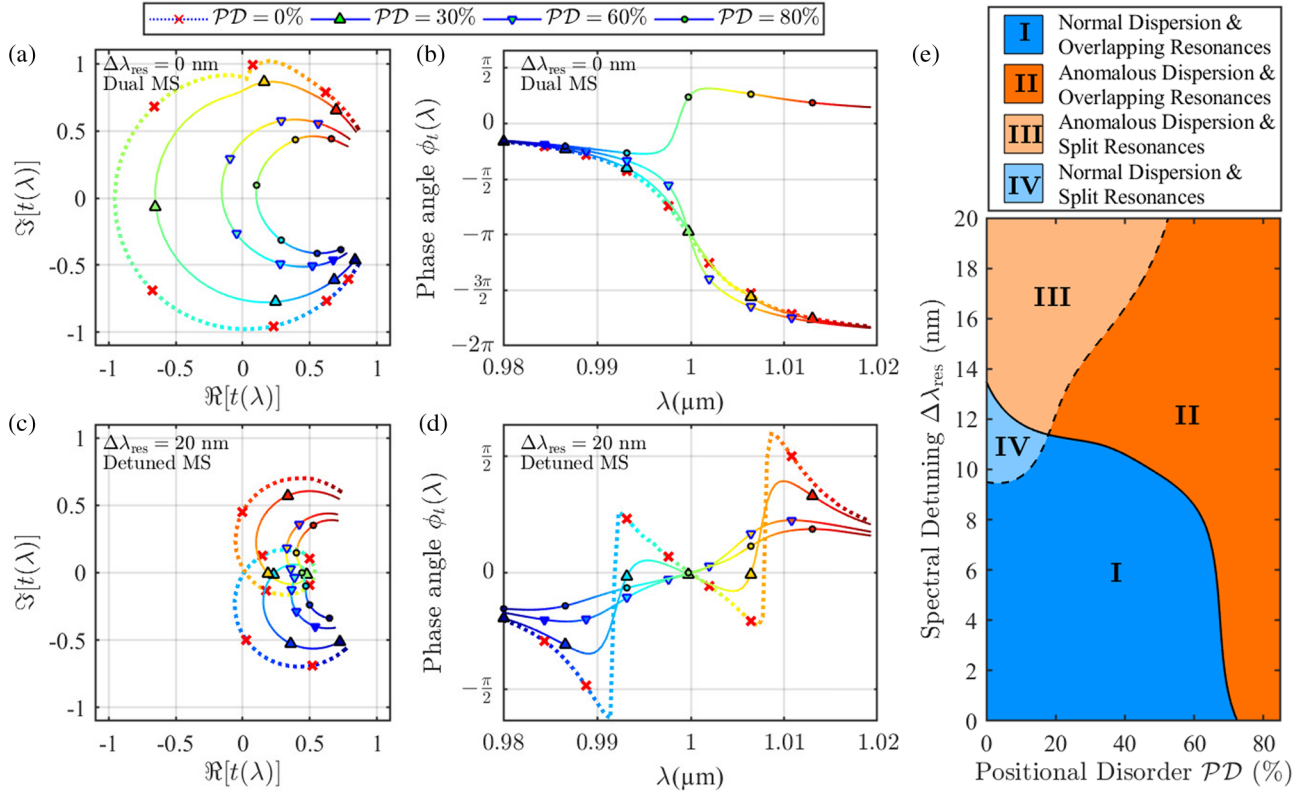 PD = 0% PD = 30% PD = 60% PD = 80%
(a)
Δλres = 0 nm
Dual MS
1
0.5
0
-0.5
-1
ℑ[t(λ)]
-1 -0.5 0 0.5 1
ℜ[t(λ)]
(b)
Δλres = 0 nm
Dual MS
π/2
0
−π/2
−π
−3π/2
−2π
Phase angle ϕt(λ)
0.98 0.99 1 1.01 1.02
λ(µm)
(c)
Δλres = 20 nm
Detuned MS
1
0.5
0
-0.5
-1
ℑ[t(λ)]
-1 -0.5 0 0.5 1
ℜ[t(λ)]
(d)
Δλres = 20 nm
Detuned MS
π/2
0
−π/2
Phase angle ϕt(λ)
0.98 0.99 1 1.01 1.02
λ(µm)
(e)
I Normal Dispersion &
Overlapping Resonances
II Anomalous Dispersion &
Overlapping Resonances
III Anomalous Dispersion &
Split Resonances
IV Normal Dispersion &
Split Resonances
20
18
16
14
12
10
8
6
4
2
0
Spectral Detuning Δλres (nm)
III
II
IV
I
0 20 40 60 80
Positional Disorder PD (%)